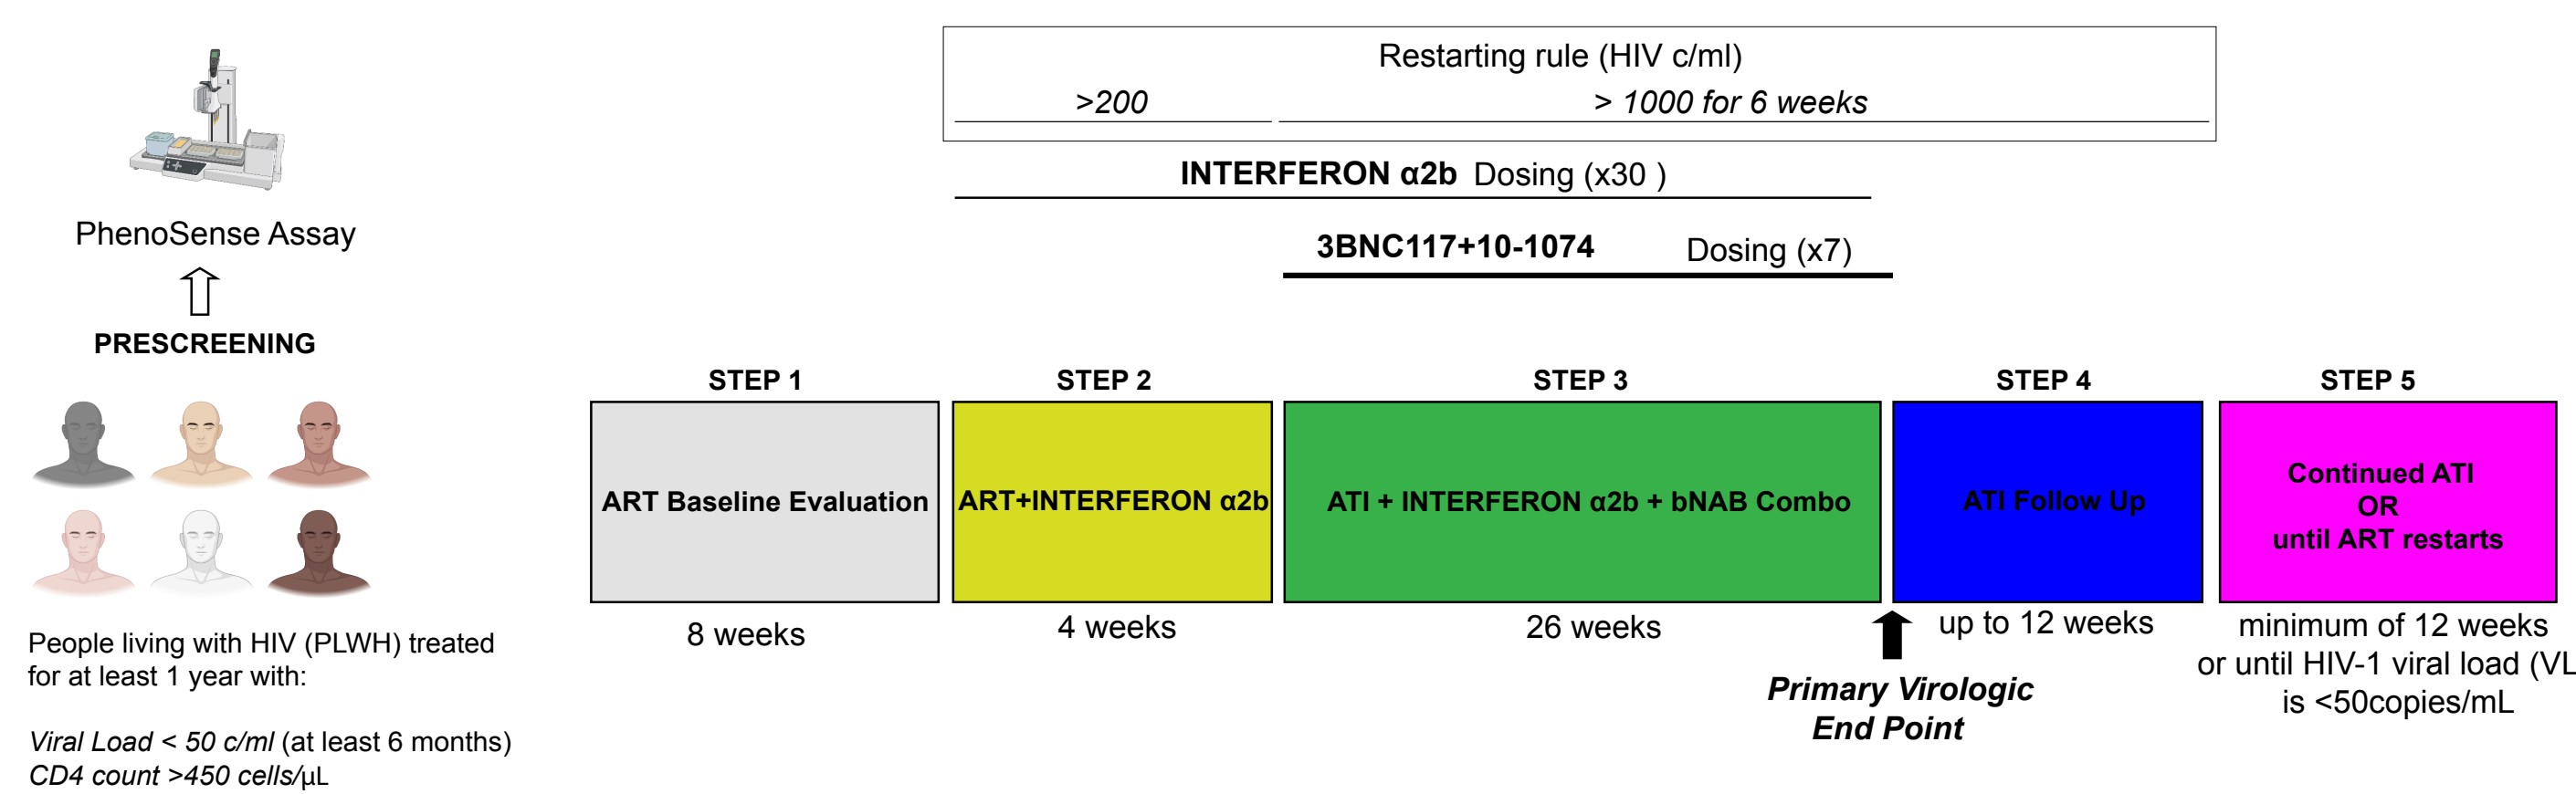 Restarting rule (HIV c/ml)
>200
> 1000 for 6 weeks
INTERFERON α2b Dosing (x30 )
3BNC117+10-1074 Dosing (x7)
PhenoSense Assay
PRESCREENING
People living with HIV (PLWH) treated
for at least 1 year with:
Viral Load < 50 c/ml (at least 6 months)
CD4 count >450 cells/μL
STEP 1
ART Baseline Evaluation
8 weeks
STEP 2
ART+INTERFERON α2b
4 weeks
STEP 3
ATI + INTERFERON α2b + bNAB Combo
26 weeks
Primary Virologic
End Point
STEP 4
ATI Follow Up
up to 12 weeks
STEP 5
Continued ATI
OR
until ART restarts
minimum of 12 weeks
or until HIV-1 viral load (VL
is <50copies/mL